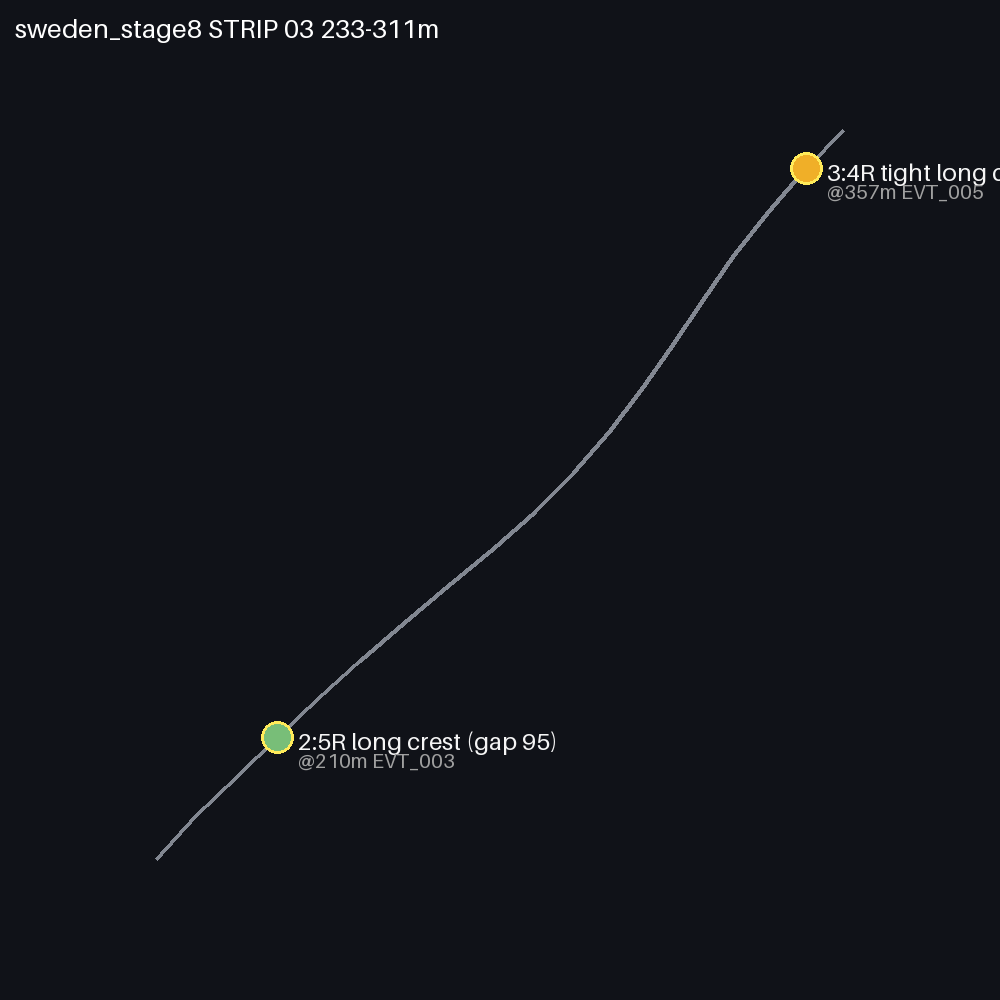 sweden_stage8 STRIP 03 233-311m
3:4R tight long c
@357m EVT_005
2:5R long crest (gap 95)
@210m EVT_003